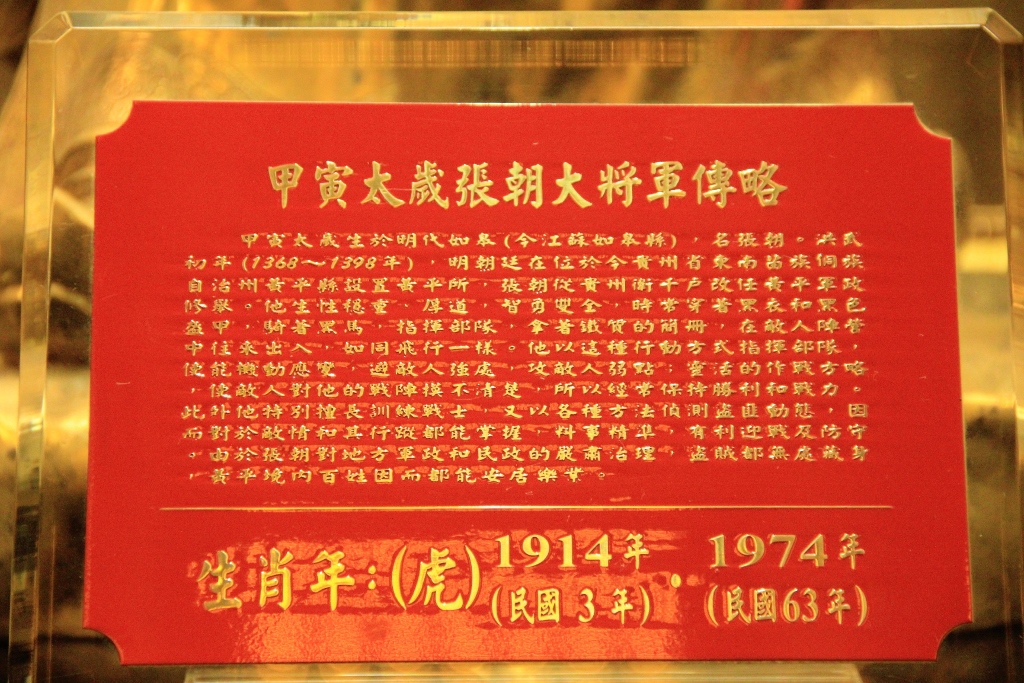 甲寅太歲張朝大將軍傳略
甲寅太歲生於明代如皋(今江蘇如皋縣)，名張朝。洪武
初年(1368～1398年)，明朝廷在位於今貴州省東南苗族侗族
自治州黃平縣設置黃平所，張朝從貴州衛千戶改任黃平軍政
修舉。他生性穩重，厚道，智勇雙全，時常穿著黑衣和黑色
盔甲，騎著黑馬，指揮部隊，拿著鐵質的簡冊，在敵人陣營
中往來出入，如同飛行一樣。他以這種行動方式指揮部隊，
使能機動應變，避敵人強處，攻敵人弱點；靈活的作戰方略
，使敵人對他的戰陣摸不清楚，所以經常保持勝利和戰力。
此外他特別擅長訓練戰士，又以各種方法偵測盜匪動態，因
而對於敵情和其行蹤都能掌握，料事精準，有利迎戰及防守
。由於張朝對地方軍政和民政的嚴肅治理，盜賊都無處藏身
，黃平境內百姓因而都能安居樂業。
生肖年：(虎) 1914年 · 1974年
(民國 3年) (民國63年)